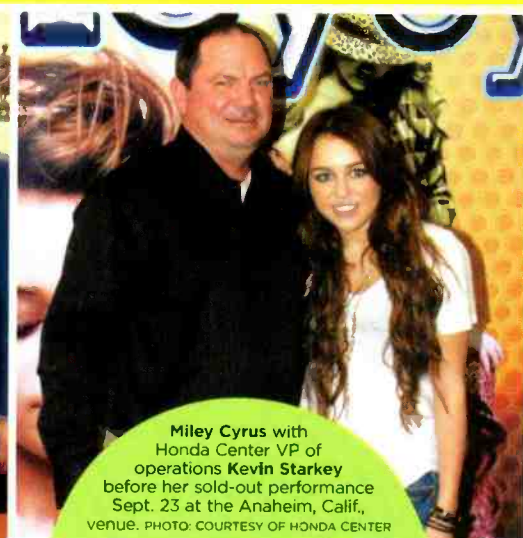 Miley Cyrus with
Honda Center VP of
operations Kevin Starkey
before her sold-out performance
Sept. 23 at the Anaheim, Calif.,
venue. PHOTO: COURTESY OF HONDA CENTER